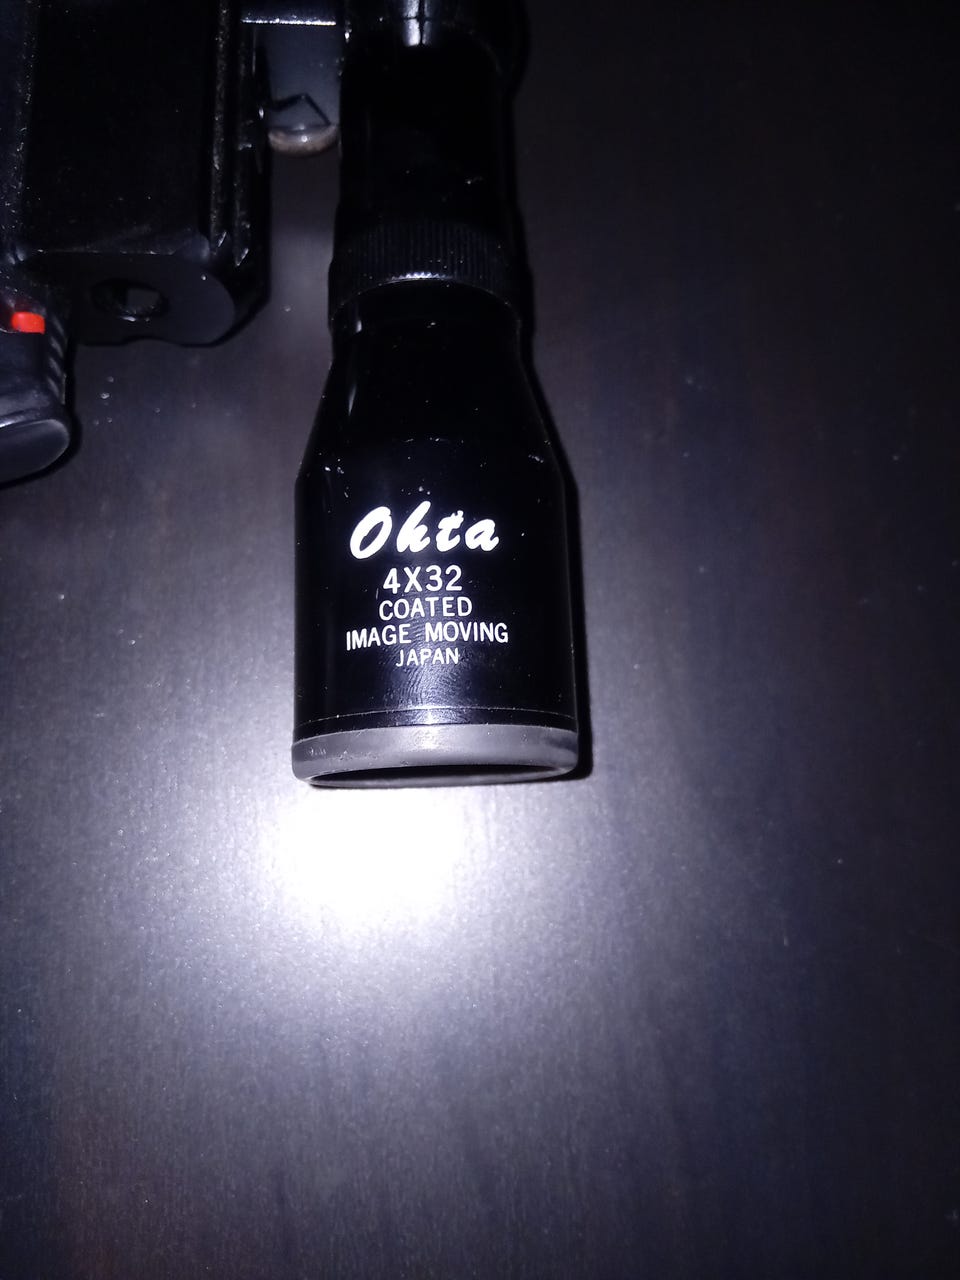 Ohta
4X32
COATED
IMAGE MOVING
JAPAN